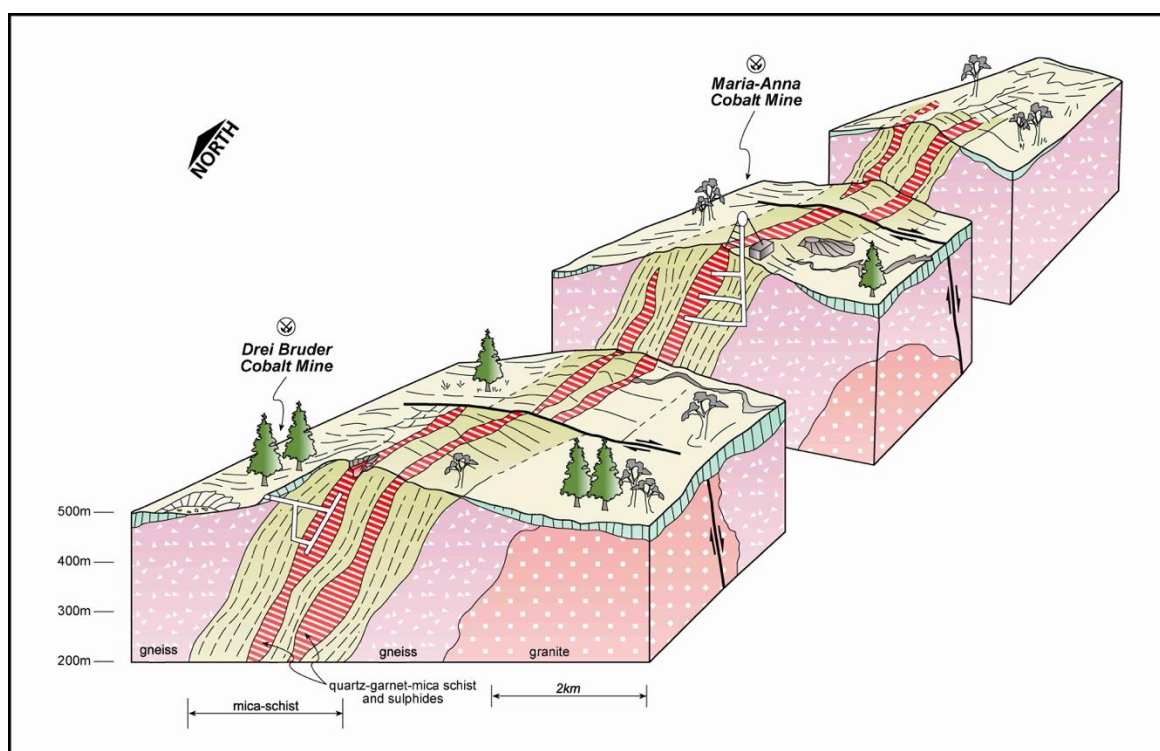 Maria-Anna
Cobalt Mine
NORTH
Drei Bruder
Cobalt Mine
500m
400m
300m
200m
gneiss
gneiss
granite
quartz-garnet-mica schist
and sulphides
2km
mica-schist